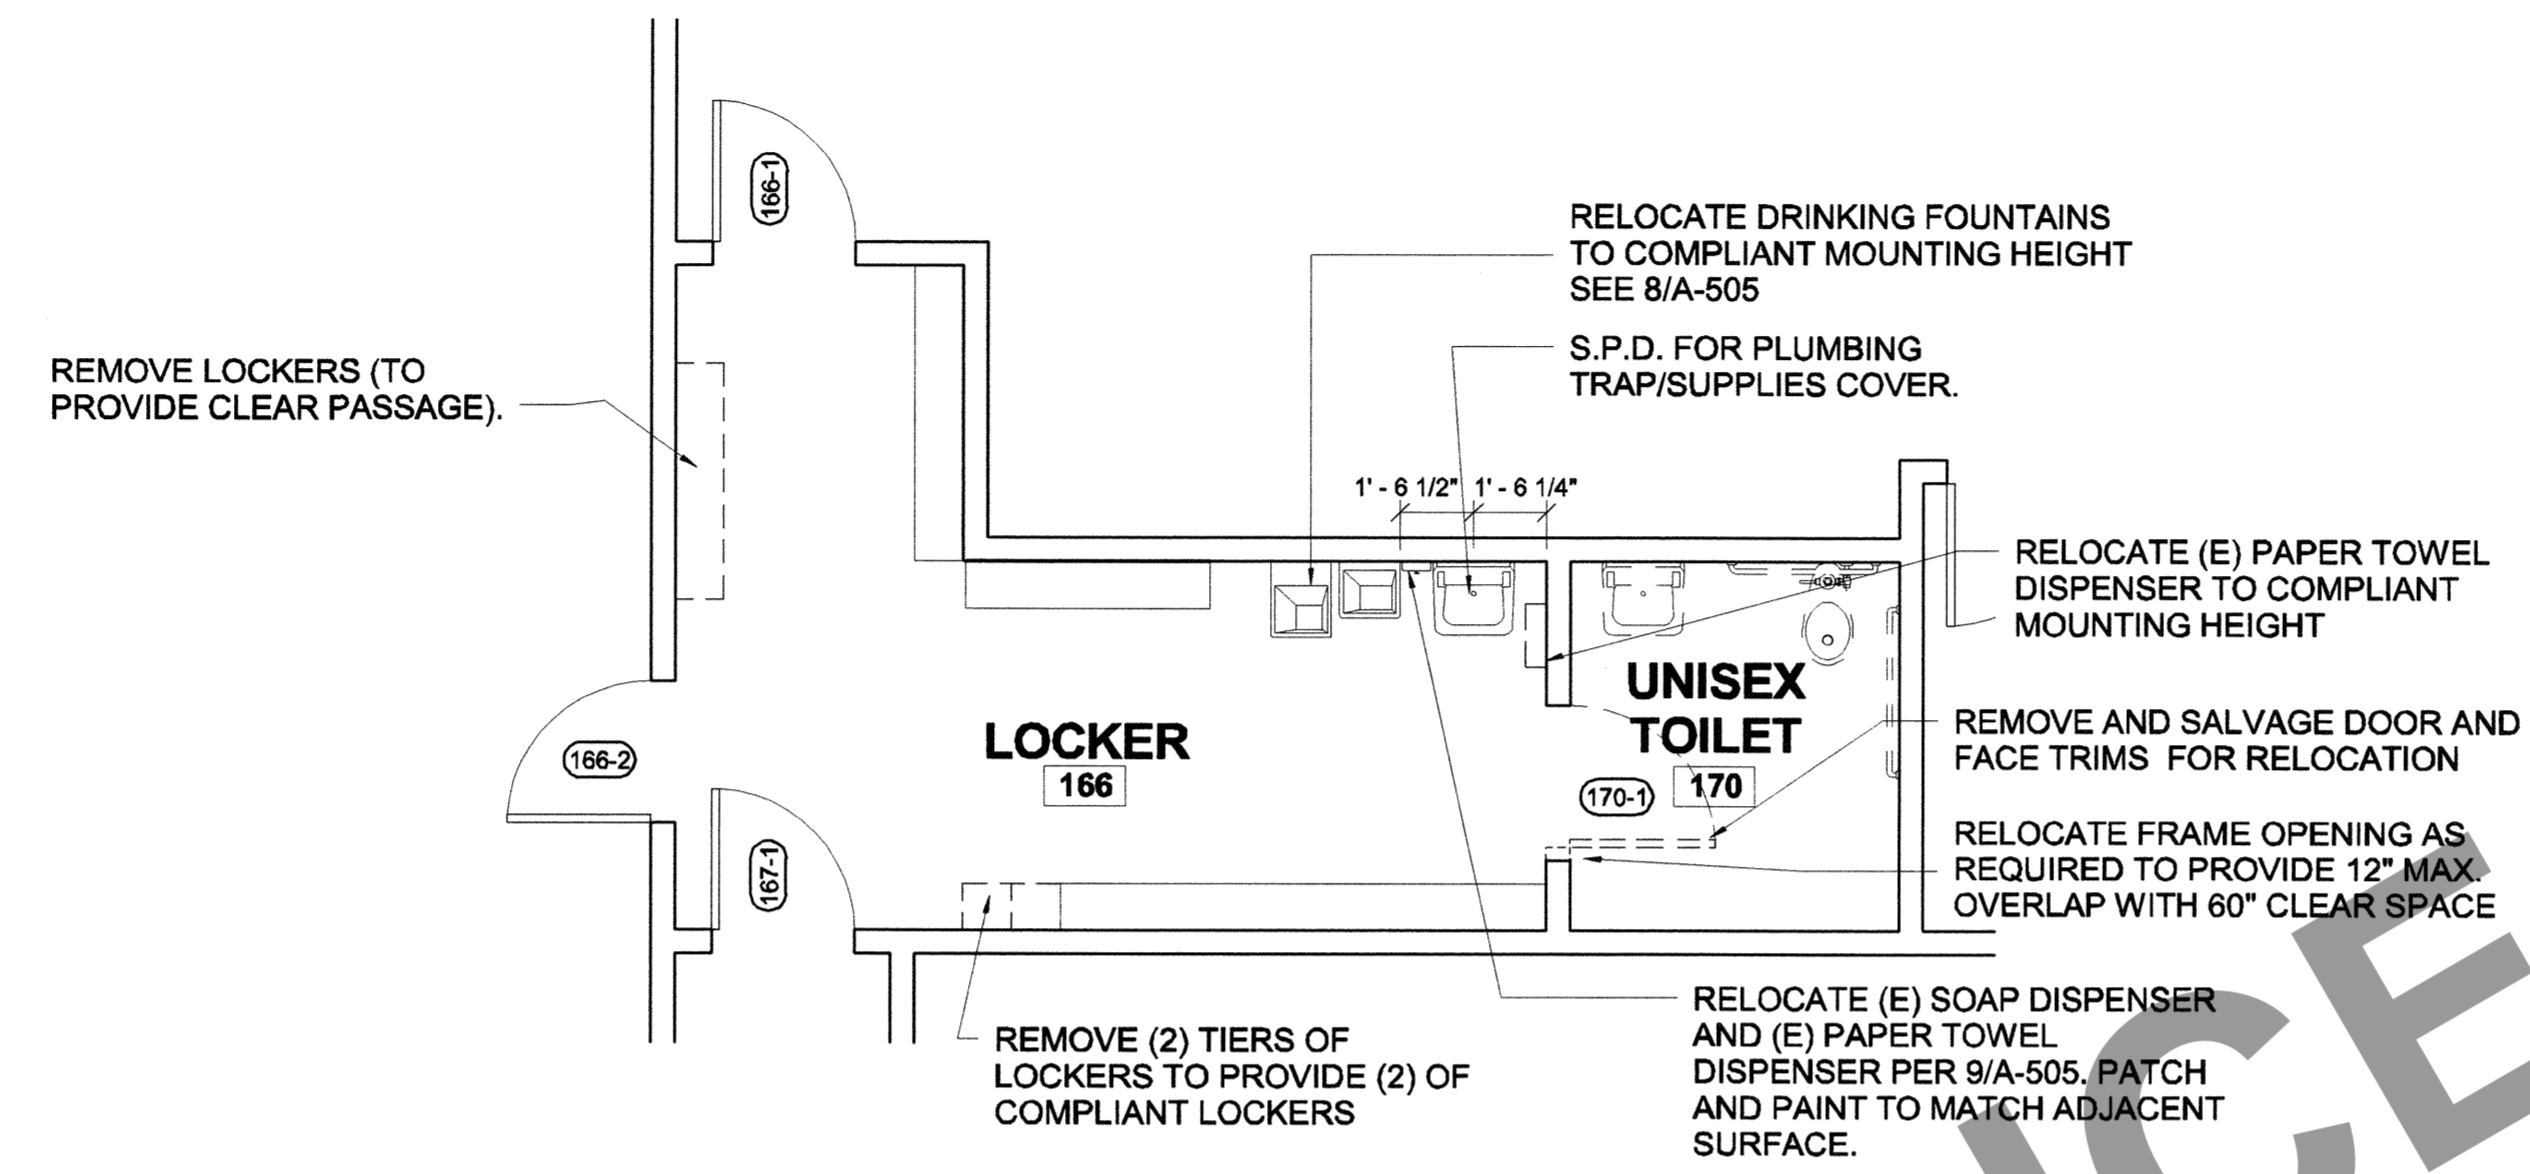 166-1
RELOCATE DRINKING FOUNTAINS
TO COMPLIANT MOUNTING HEIGHT
SEE 8/A-505
S.P.D. FOR PLUMBING
TRAP/SUPPLIES COVER.
REMOVE LOCKERS (TO
PROVIDE CLEAR PASSAGE).
1' - 6 1/2" 1' - 6 1/4"
RELOCATE (E) PAPER TOWEL
DISPENSER TO COMPLIANT
MOUNTING HEIGHT
UNISEX
TOILET
170
170-1
LOCKER
166
166-2
167-1
REMOVE AND SALVAGE DOOR AND
FACE TRIMS FOR RELOCATION
RELOCATE FRAME OPENING AS
REQUIRED TO PROVIDE 12" MAX.
OVERLAP WITH 60" CLEAR SPACE
REMOVE (2) TIERS OF
LOCKERS TO PROVIDE (2) OF
COMPLIANT LOCKERS
RELOCATE (E) SOAP DISPENSER
AND (E) PAPER TOWEL
DISPENSER PER 9/A-505. PATCH
AND PAINT TO MATCH ADJACENT
SURFACE.